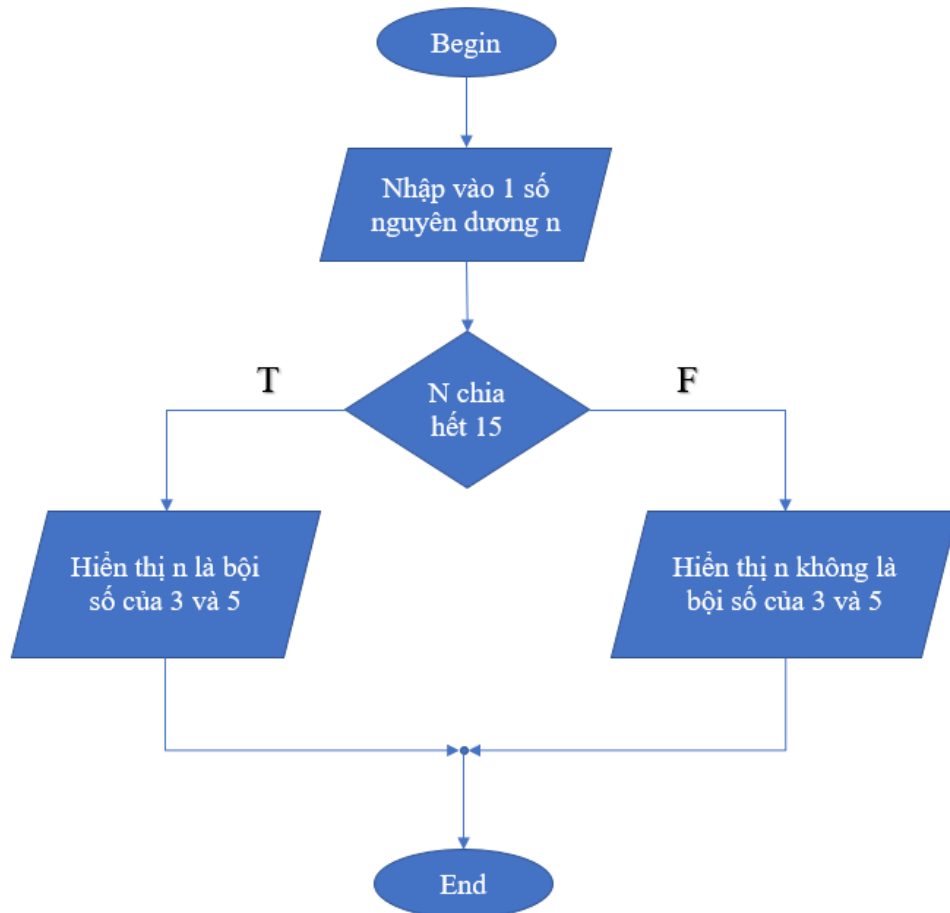 Begin
Nhập vào 1 số
nguyên dương n
T
F
N chia
hết 15
Hiển thị n là bội
số của 3 và 5
Hiển thị n không là
bội số của 3 và 5
End